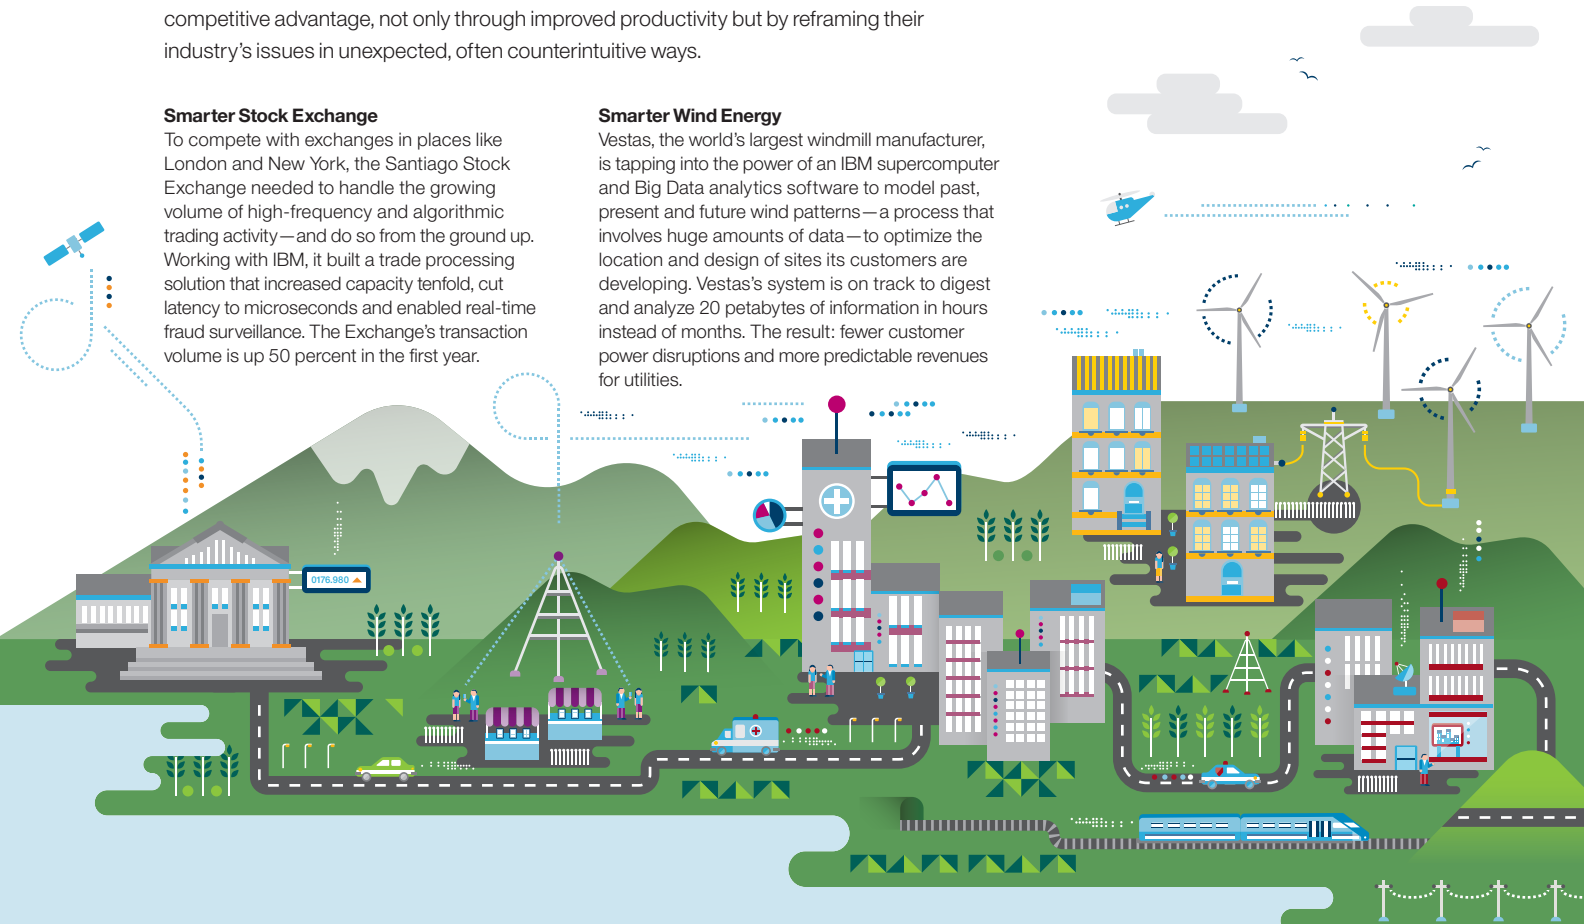 competitive advantage, not only through improved productivity but by reframing their
industry’s issues in unexpected, often counterintuitive ways.
Smarter Stock Exchange
To compete with exchanges in places like
London and New York, the Santiago Stock
Exchange needed to handle the growing
volume of high-frequency and algorithmic
trading activity—and do so from the ground up.
Working with IBM, it built a trade processing
solution that increased capacity tenfold, cut
latency to microseconds and enabled real-time
fraud surveillance. The Exchange’s transaction
volume is up 50 percent in the first year.
Smarter Wind Energy
Vestas, the world’s largest windmill manufacturer,
is tapping into the power of an IBM supercomputer
and Big Data analytics software to model past,
present and future wind patterns—a process that
involves huge amounts of data—to optimize the
location and design of sites its customers are
developing. Vestas’s system is on track to digest
and analyze 20 petabytes of information in hours
instead of months. The result: fewer customer
power disruptions and more predictable revenues
for utilities.
0176.980